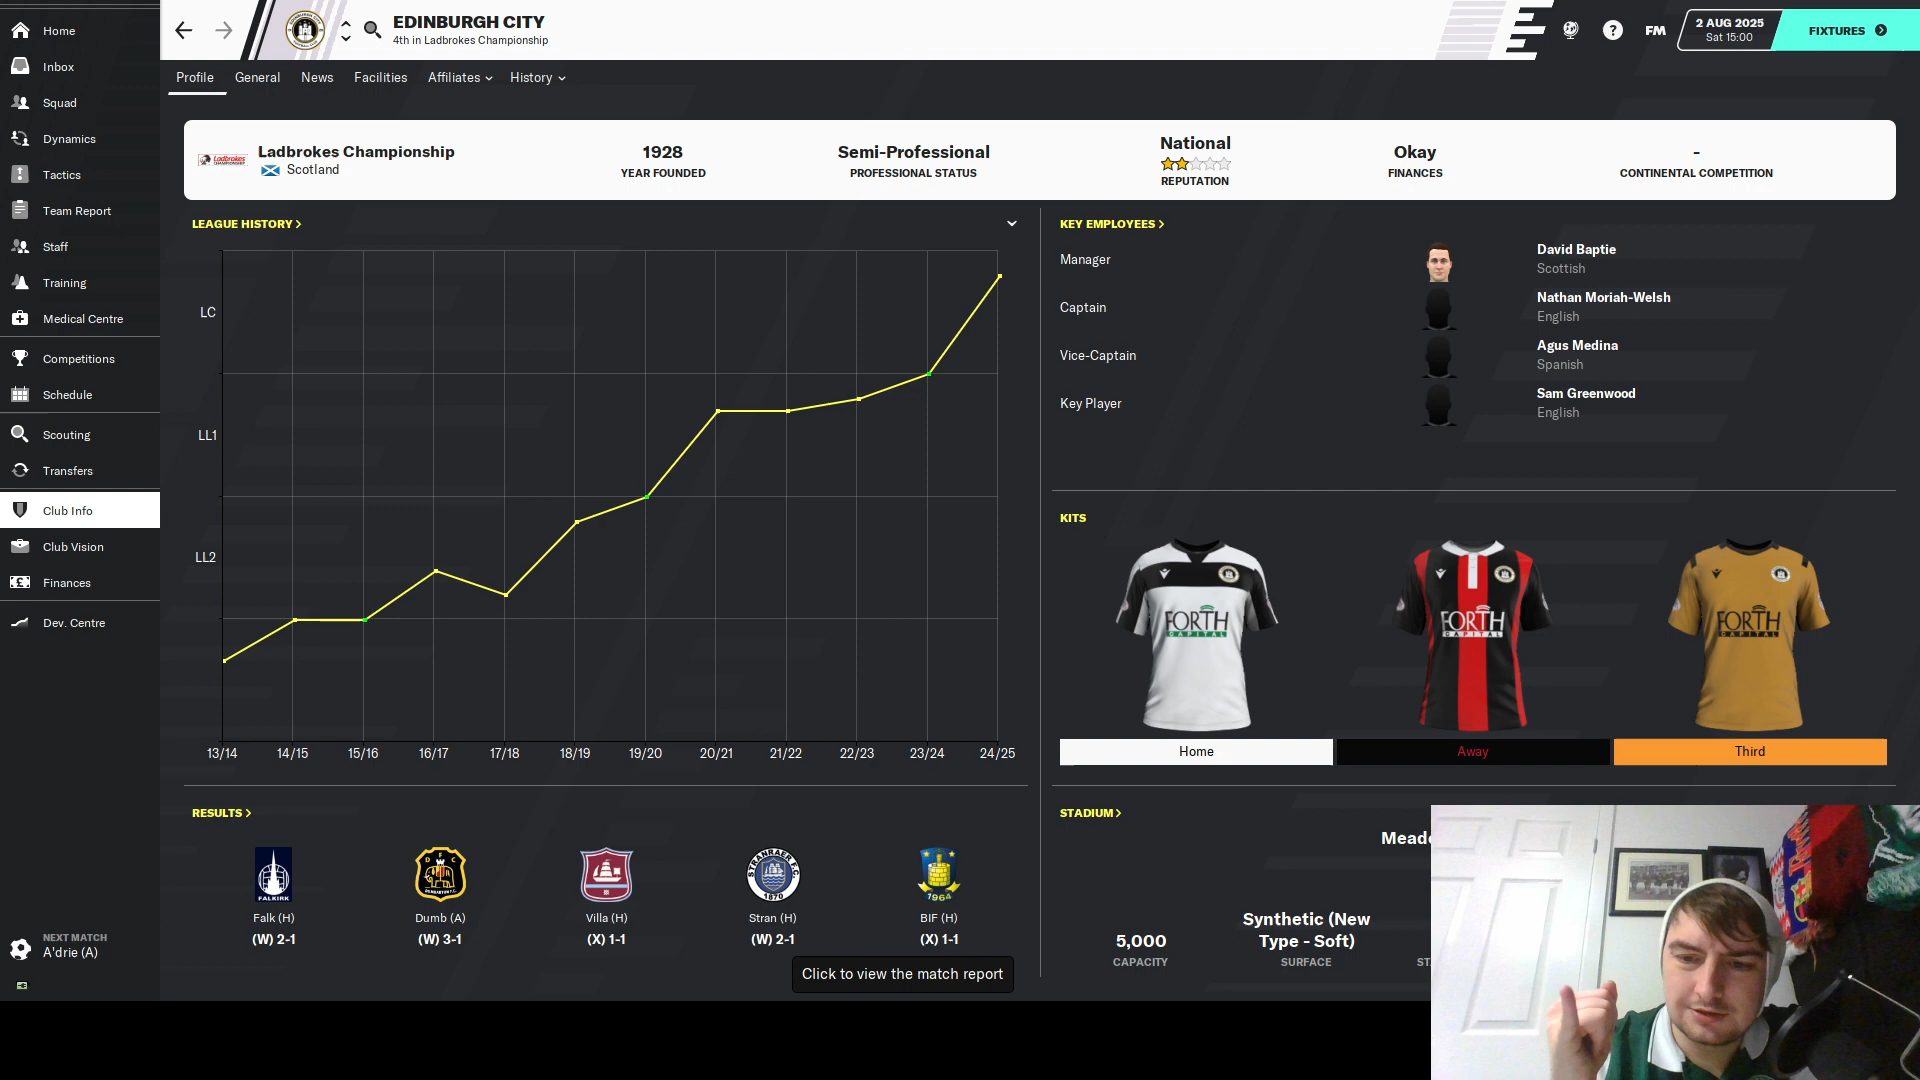 Home
Inbox
Squad
Dynamics
Tactics
Team Report
Staff
Training
Medical Centre
Competitions
Schedule
Scouting
Transfers
Club Info
Club Vision
Finances
Dev. Centre
NEXT MATCH
A'drie (A)
EDINBURGH CITY
4th in Ladbrokes Championship
FM
2 AUG 2025
Sat 15:00
FIXTURES
Profile
General
News
Facilities
Affiliates
History
Ladbrokes Championship
Scotland
1928
YEAR FOUNDED
Semi-Professional
PROFESSIONAL STATUS
National
REPUTATION
Okay
FINANCES
-
CONTINENTAL COMPETITION
LEAGUE HISTORY >
LC
LL1
LL2
13/14
14/15
15/16
16/17
17/18
18/19
19/20
20/21
21/22
22/23
23/24
24/25
KEY EMPLOYEES >
Manager
David Baptie
Scottish
Captain
Nathan Moriah-Welsh
English
Vice-Captain
Agus Medina
Spanish
Key Player
Sam Greenwood
English
KITS
FORTH
CAPITAL
FORTH
CAPITAL
FORTH
CAPITAL
Home
Away
Third
RESULTS >
FALKIRK
Falk (H)
(W) 2-1
D F C
Dumb (A)
(W) 3-1
Villa (H)
(X) 1-1
STRANRAER F.C.
1870
Stran (H)
(W) 2-1
1964
BIF (H)
(X) 1-1
Click to view the match report
STADIUM >
Mead
5,000
CAPACITY
Synthetic (New
Type - Soft)
SURFACE
ST